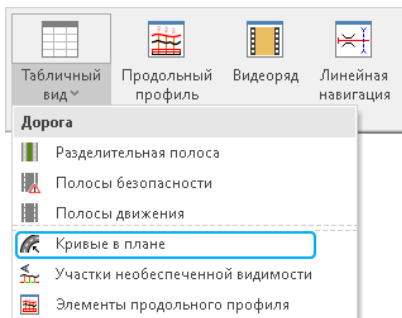 Табличный Продольный Видеоряд Линейная
вид профиль навигация
Дорога
Разделительная полоса
Полосы безопасности
Полосы движения
Кривые в плане
Участки необеспеченной видимости
Элементы продольного профиля